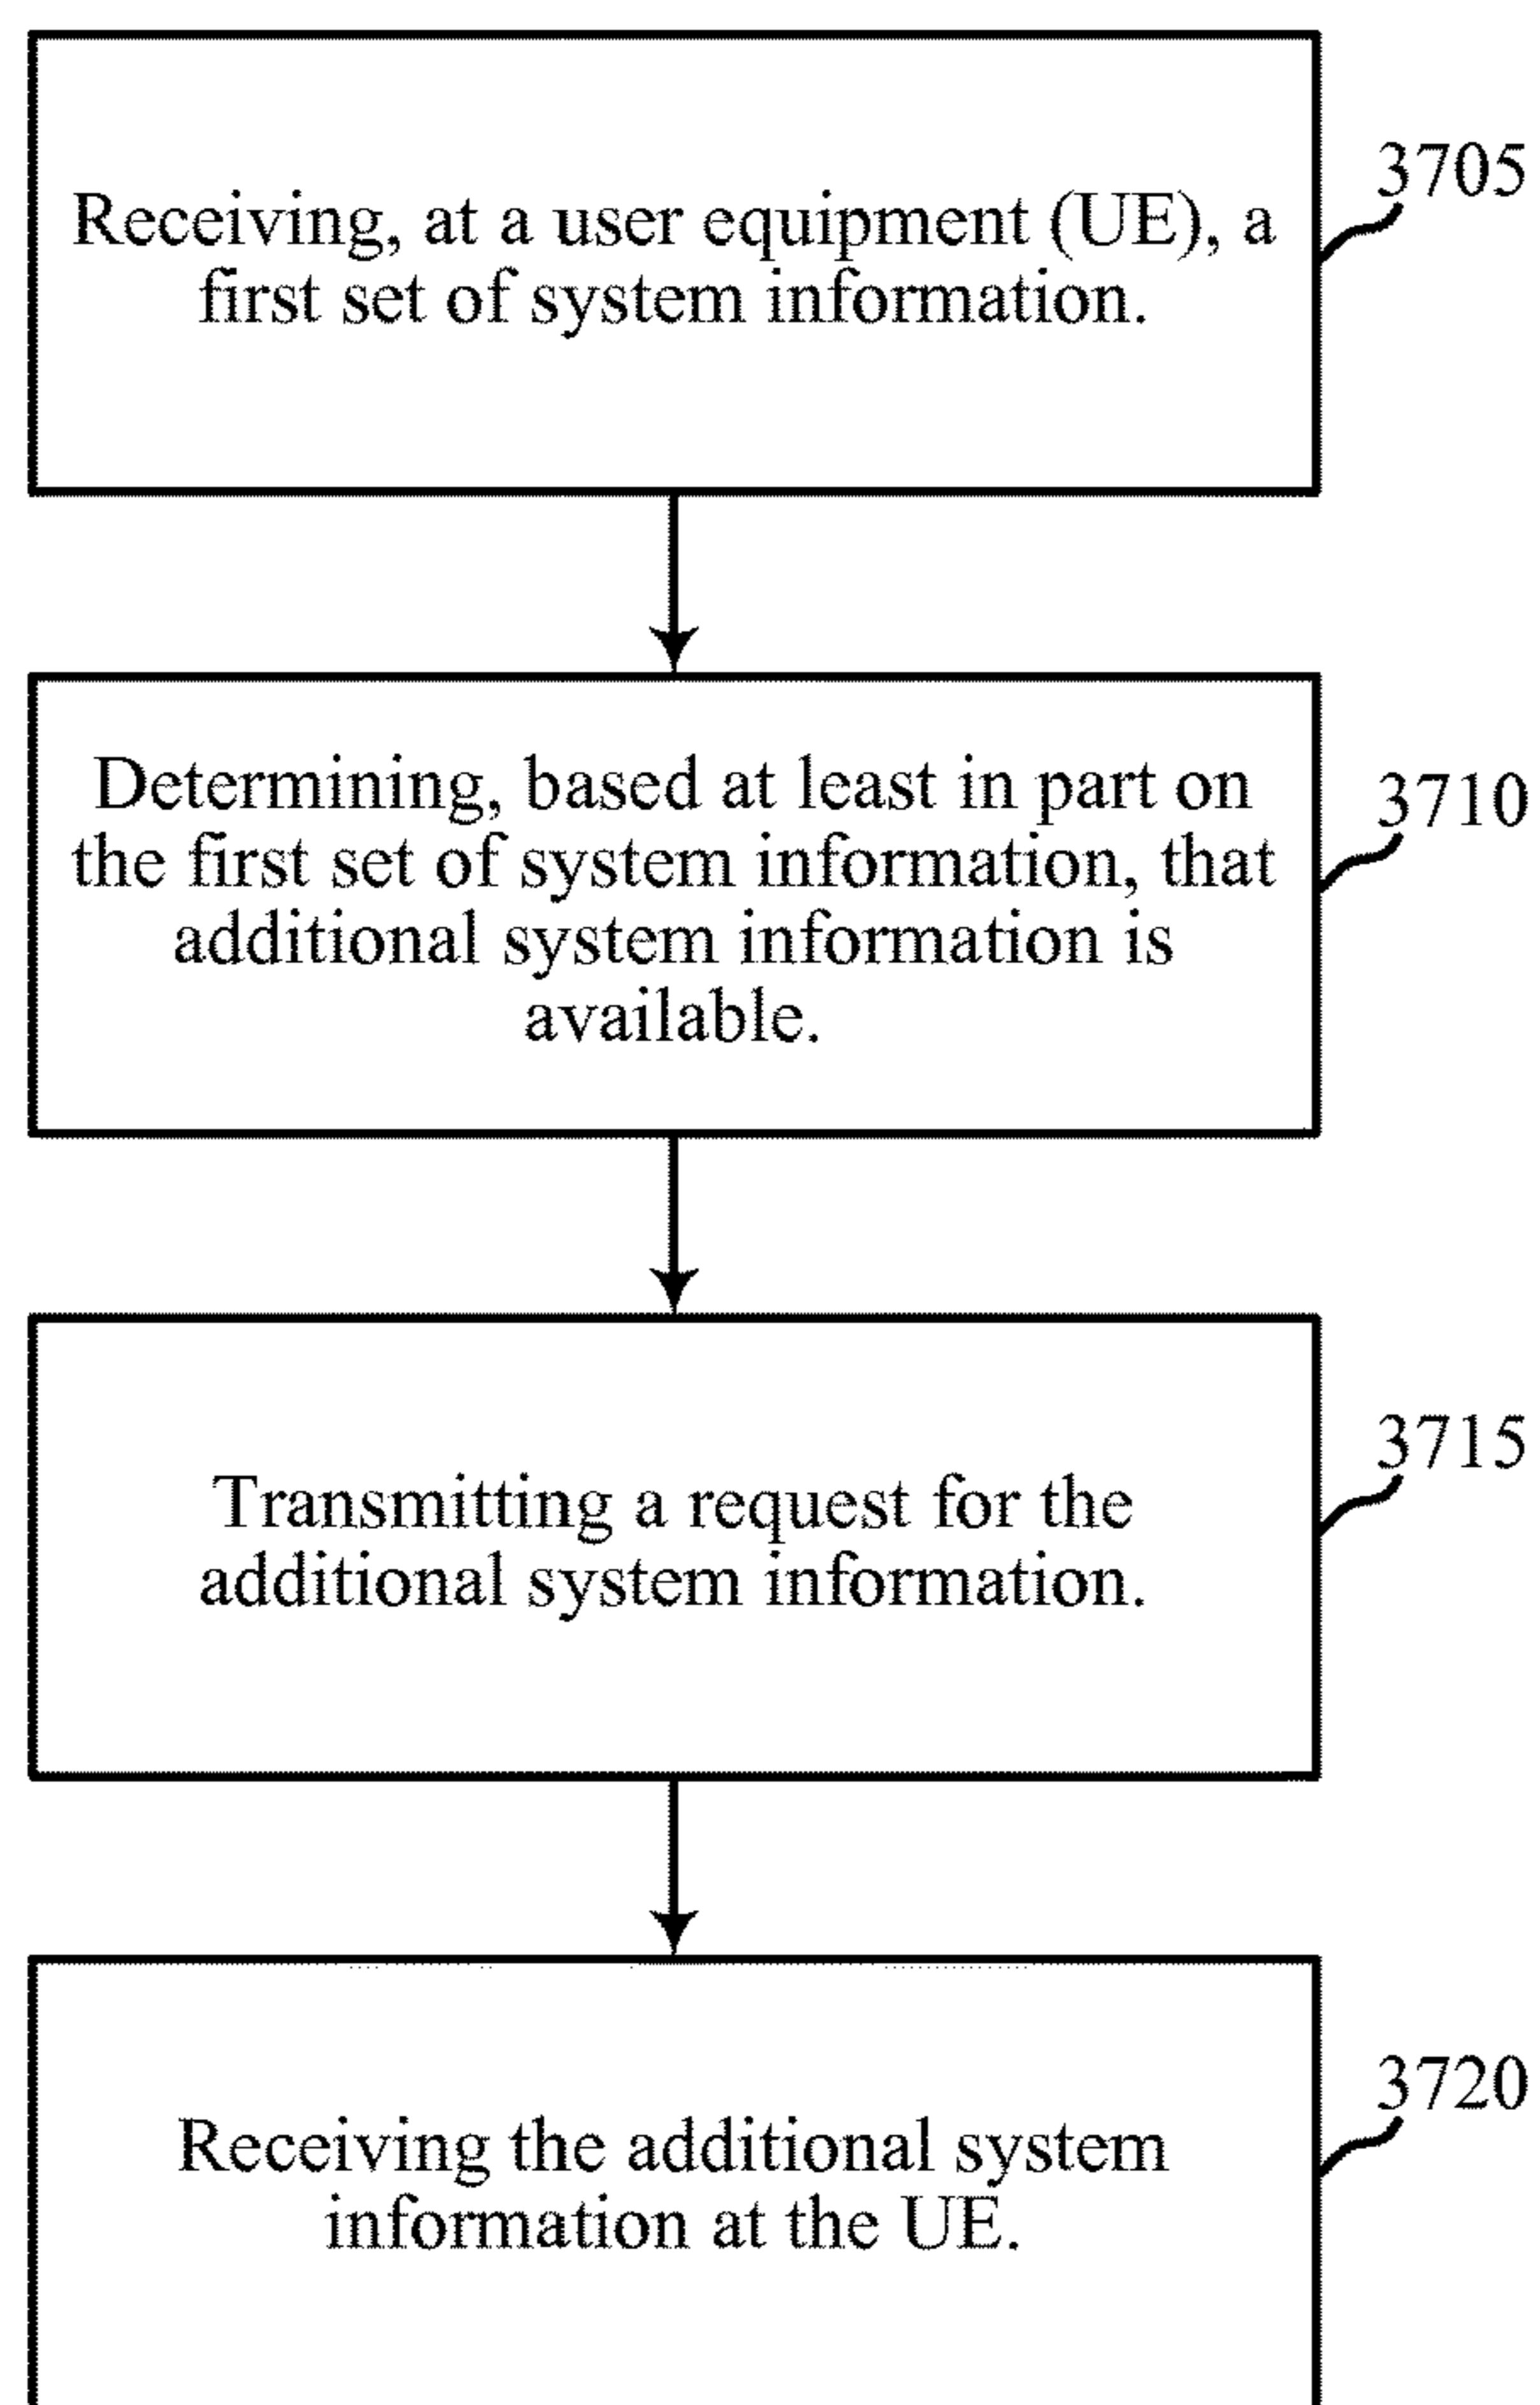 Receiving, at a user equipment (UE), a
first set of system information.
3705
Determining, based at least in part on
the first set of system information, that
additional system information is
available.
3710
Transmitting a request for the
additional system information.
3715
Receiving the additional system
information at the UE.
3720